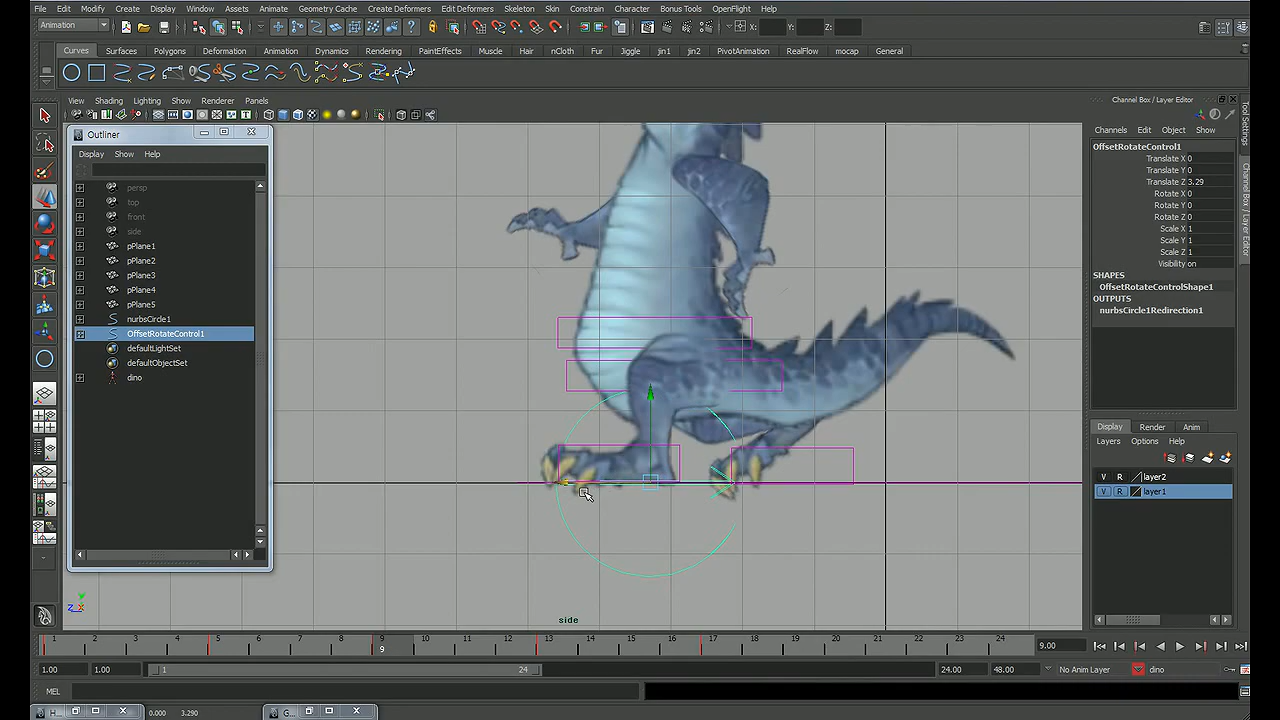 File Edit Modify Create Display Window Assets Animate Geometry Cache Create Deformers Edit Deformers Skeleton Skin Constrain Character Bonus Tools OpenFlight Help
Animation X: Y: Z:
Curves Surfaces Polygons Deformation Animation Dynamics Rendering PaintEffects Muscle Hair nCloth Fur Jiggle jin1 jin2 PivotAnimation RealFlow mocap General
View Shading Lighting Show Renderer Panels
Channel Box / Layer Editor
Outliner
Display Show Help
persp
top
front
side
pPlane1
pPlane2
pPlane3
pPlane4
pPlane5
nurbsCircle1
OffsetRotateControl1
defaultLightSet
defaultObjectSet
dino
side
Channels Edit Object Show
OffsetRotateControl1
Translate X 0
Translate Y 0
Translate Z 3.29
Rotate X 0
Rotate Y 0
Rotate Z 0
Scale X 1
Scale Y 1
Scale Z 1
Visibility on
SHAPES
OffsetRotateControlShape1
OUTPUTS
nurbsCircle1Redirection1
Tool Settings
Channel Box / Layer Editor
Display Render Anim
Layers Options Help
V R layer2
V R layer1
1 2 3 4 5 6 7 8 9 10 11 12 13 14 15 16 17 18 19 20 21 22 23 24
9
9.00
1.00 1.00 1 24 24.00 48.00 No Anim Layer dino
MEL
H... 0.000 3.290 G...